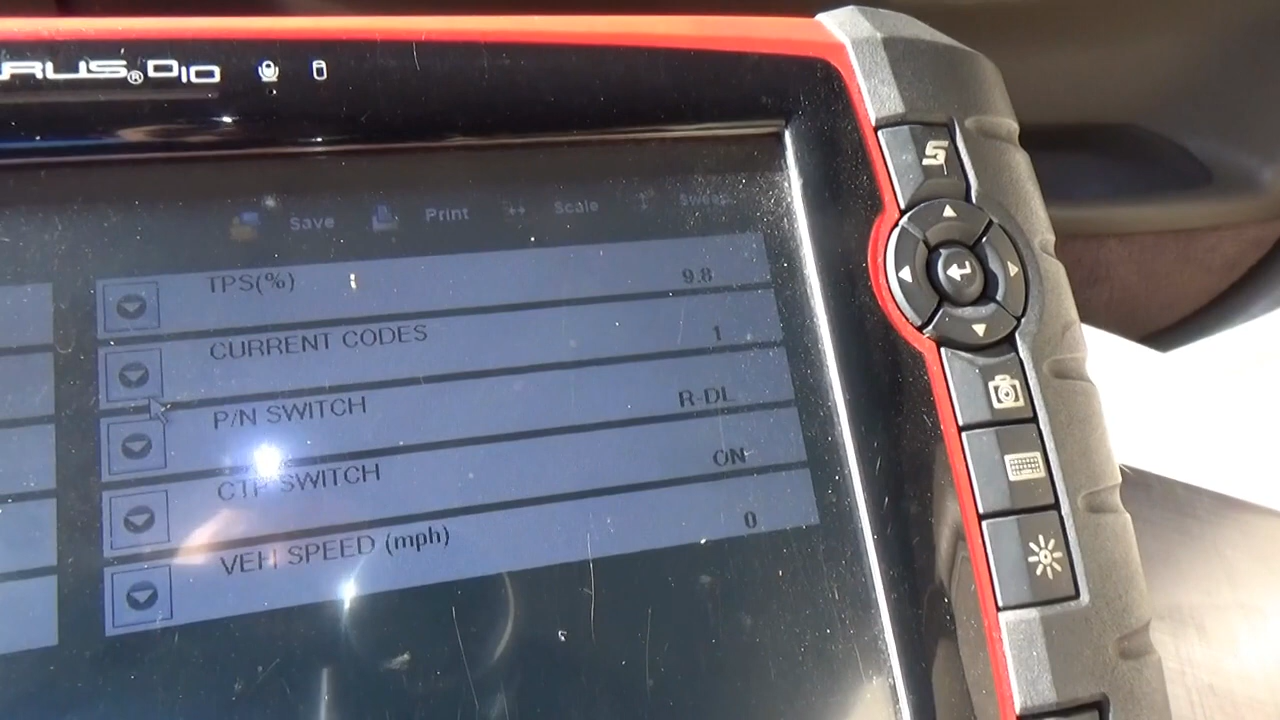 RUS® D10
Save Print Scale Sweep
TPS(%) 9.8
CURRENT CODES 1
P/N SWITCH R-DL
CTP SWITCH ON
VEH SPEED (mph) 0
S